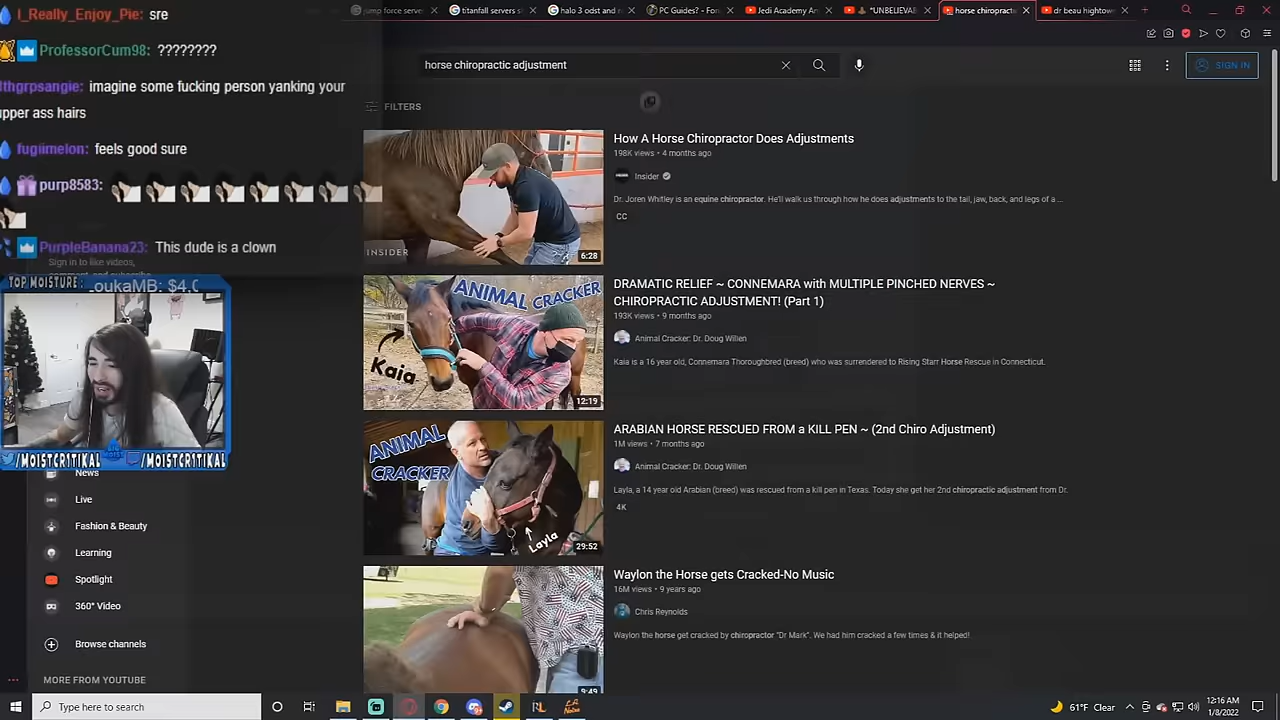 I_Really_Enjoy_Pie: sre
ProfessorCum98: ????????
thgrpsangie: imagine some fucking person yanking your
upper ass hairs
fugiimelon: feels good sure
purp8583:
PurpleBanana23: This dude is a clown
Sign in to like videos,
TOP MOISTURE: _oukaMB: $4.0
/MOISTCR1TIKAL /MOISTCR1TIKAL
News
Live
Fashion & Beauty
Learning
Spotlight
360° Video
Browse channels
MORE FROM YOUTUBE
jump force server
titanfall servers s
halo 3 odst and r
PC Guides? - For
Jedi Academy Ar
*UNBELIEVAB
horse chiropract
dr beau hightow
horse chiropractic adjustment
SIGN IN
FILTERS
INSIDER
6:28
How A Horse Chiropractor Does Adjustments
198K views • 4 months ago
Insider
Dr. Joren Whitley is an equine chiropractor. He'll walk us through how he does adjustments to the tail, jaw, back, and legs of a ...
CC
ANIMAL CRACKER
Kaia
12:19
DRAMATIC RELIEF ~ CONNEMARA with MULTIPLE PINCHED NERVES ~
CHIROPRACTIC ADJUSTMENT! (Part 1)
193K views • 9 months ago
Animal Cracker: Dr. Doug Willen
Kaia is a 16 year old, Connemara Thoroughbred (breed) who was surrendered to Rising Starr Horse Rescue in Connecticut.
ANIMAL
CRACKER
Layla
29:52
ARABIAN HORSE RESCUED FROM a KILL PEN ~ (2nd Chiro Adjustment)
1M views • 7 months ago
Animal Cracker: Dr. Doug Willen
Layla, a 14 year old Arabian (breed) was rescued from a kill pen in Texas. Today she get her 2nd chiropractic adjustment from Dr.
4K
9:49
Waylon the Horse gets Cracked-No Music
16M views • 9 years ago
Chris Reynolds
Waylon the horse get cracked by chiropractor "Dr Mark". We had him cracked a few times & it helped!
Type here to search
61°F Clear
12:16 AM
1/8/2022